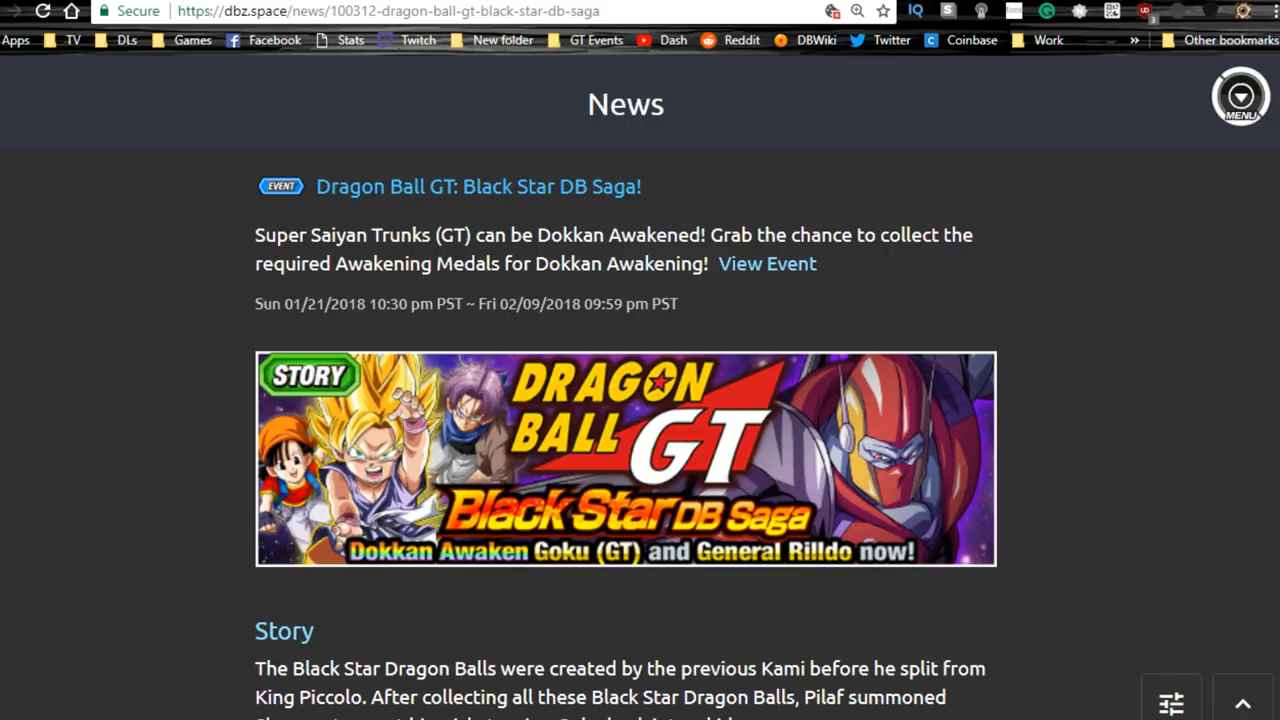 https://dbz.space/news/100312-dragon-ball-gt-black-star-db-saga
Secure
Apps TV DLs Games Facebook Stats Twitch New folder GT Events Dash Reddit DBWiki Twitter Coinbase Work » Other bookmarks
News
MENU
EVENT Dragon Ball GT: Black Star DB Saga!
Super Saiyan Trunks (GT) can be Dokkan Awakened! Grab the chance to collect the
required Awakening Medals for Dokkan Awakening! View Event
Sun 01/21/2018 10:30 pm PST ~ Fri 02/09/2018 09:59 pm PST
STORY
DRAGON
BALL GT
Black Star DB Saga
Dokkan Awaken Goku (GT) and General Rilldo now!
Story
The Black Star Dragon Balls were created by the previous Kami before he split from
King Piccolo. After collecting all these Black Star Dragon Balls, Pilaf summoned